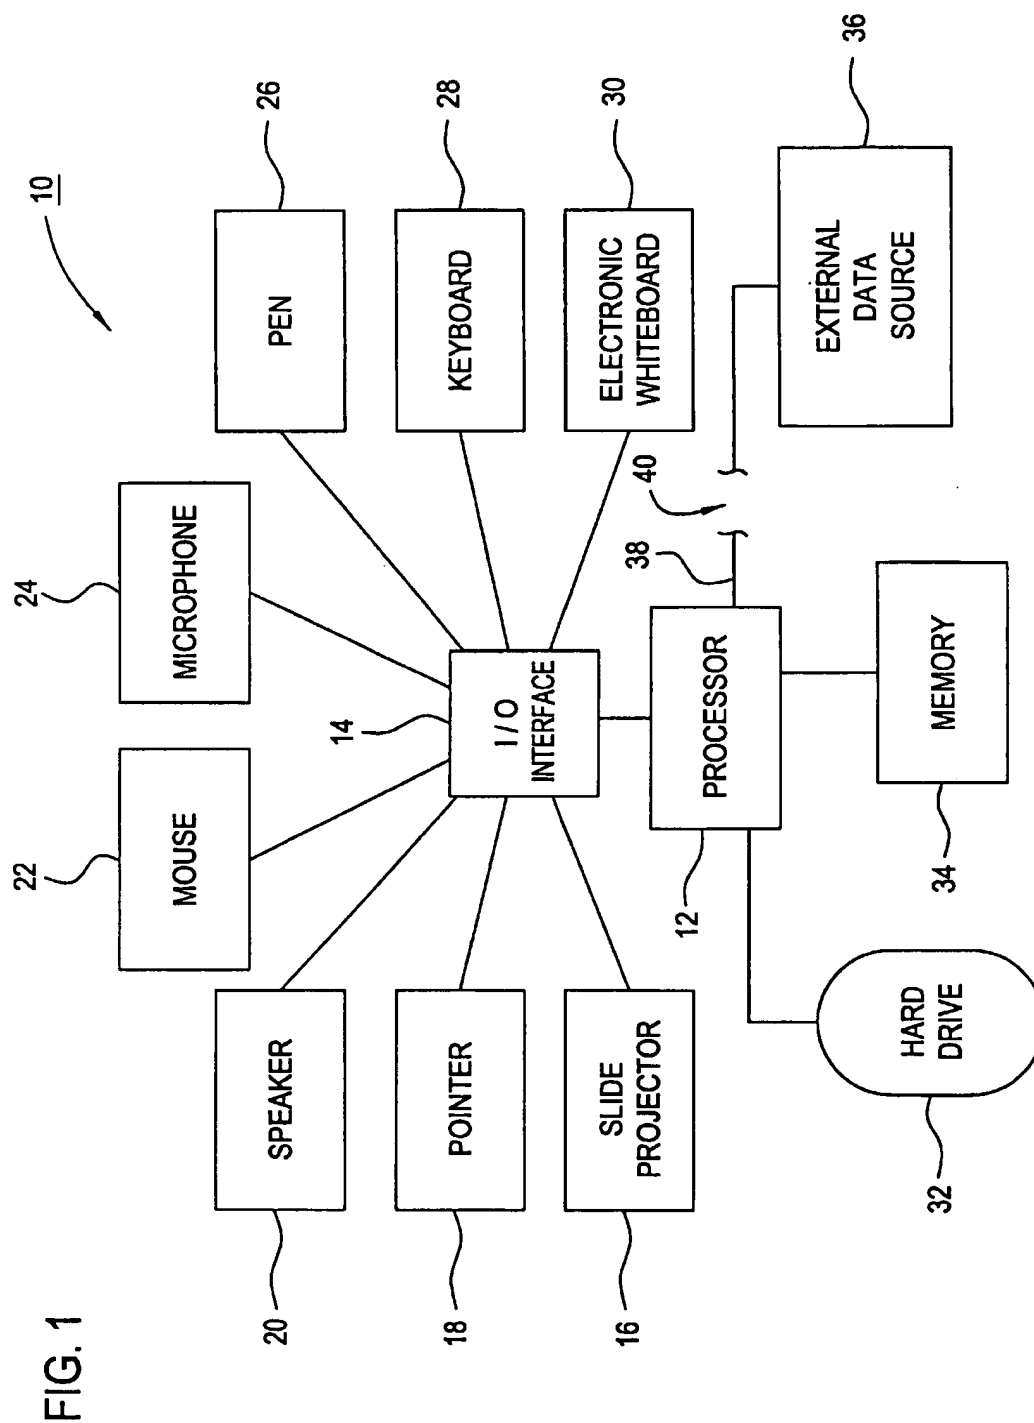 FIG. 1
10
24
MICROPHONE
22
MOUSE
26
PEN
20
SPEAKER
28
KEYBOARD
18
POINTER
14
I / O
INTERFACE
30
ELECTRONIC
WHITEBOARD
16
SLIDE
PROJECTOR
12
PROCESSOR
38
40
36
EXTERNAL
DATA
SOURCE
34
MEMORY
32
HARD
DRIVE